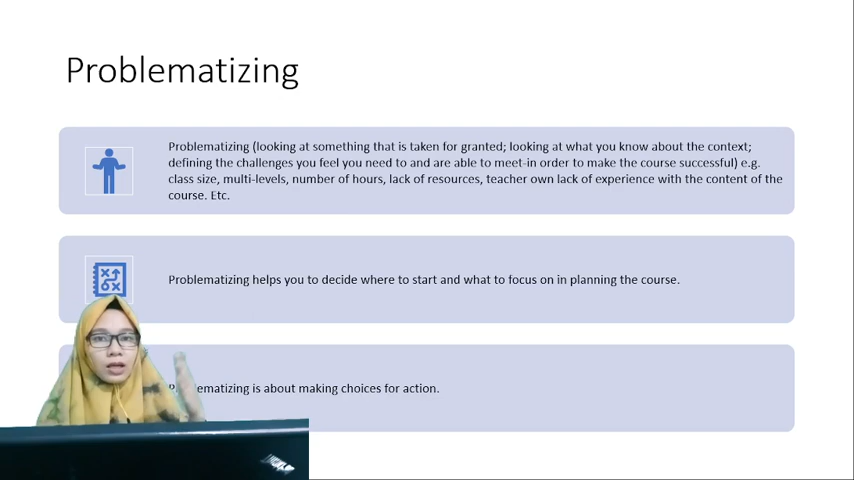 Problematizing
Problematizing (looking at something that is taken for granted; looking at what you know about the context;
defining the challenges you feel you need to and are able to meet-in order to make the course successful) e.g.
class size, multi-levels, number of hours, lack of resources, teacher own lack of experience with the content of the
course. Etc.
Problematizing helps you to decide where to start and what to focus on in planning the course.
Problematizing is about making choices for action.